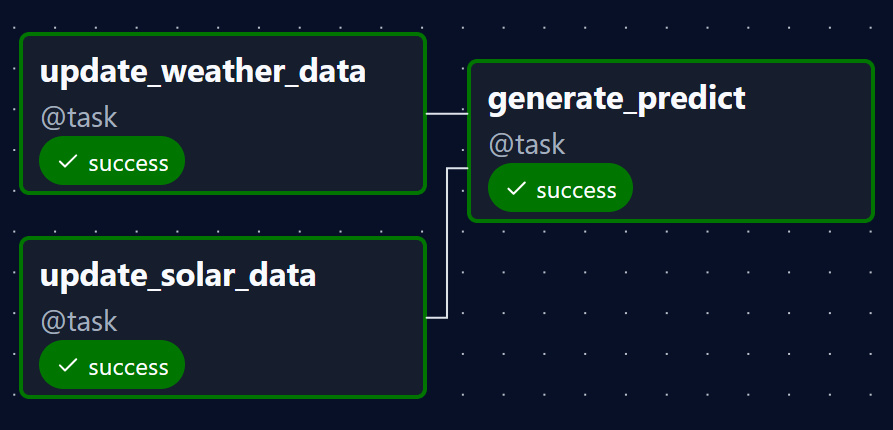 update_weather_data
@task
success
generate_predict
@task
success
update_solar_data
@task
success